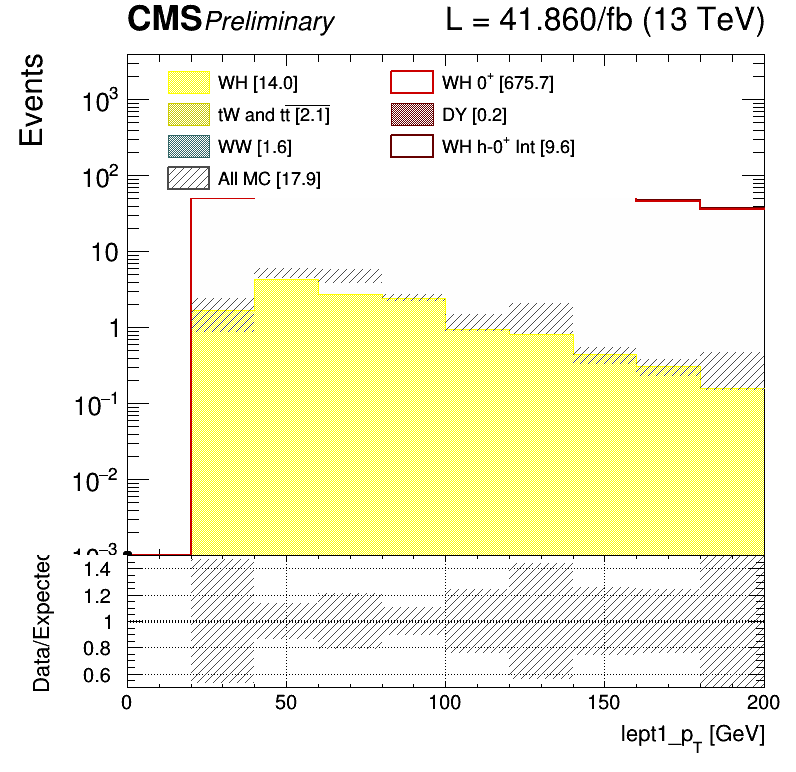 CMS Preliminary L = 41.860/fb (13 TeV)
Events
WH [14.0] WH 0⁺ [675.7]
tW and tt̅ [2.1] DY [0.2]
WW [1.6] WH h-0⁺ Int [9.6]
All MC [17.9]
10³
10²
10
1
10⁻¹
10⁻²
10⁻³
Data/Expected
1.4
1.2
1
0.8
0.6
0 50 100 150 200
lept1_p_T [GeV]